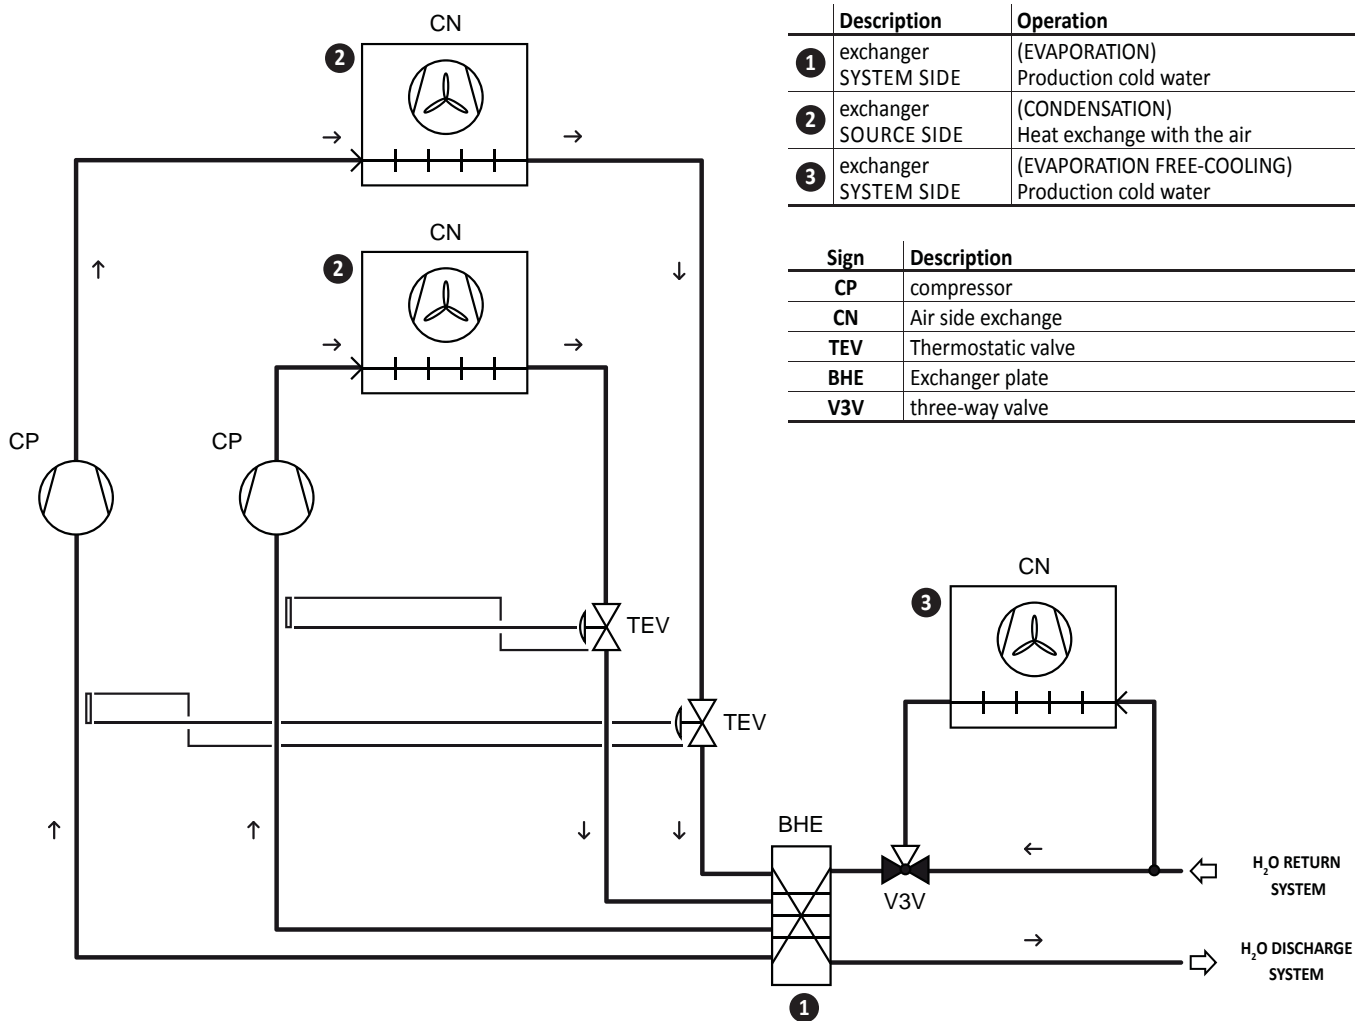 CN
2
CN
2
CP
CP
TEV
TEV
BHE
1
CN
3
V3V
H₂O RETURN
SYSTEM
H₂O DISCHARGE
SYSTEM
Description Operation
1 exchanger (EVAPORATION)
SYSTEM SIDE Production cold water
2 exchanger (CONDENSATION)
SOURCE SIDE Heat exchange with the air
3 exchanger (EVAPORATION FREE-COOLING)
SYSTEM SIDE Production cold water
Sign Description
CP compressor
CN Air side exchange
TEV Thermostatic valve
BHE Exchanger plate
V3V three-way valve